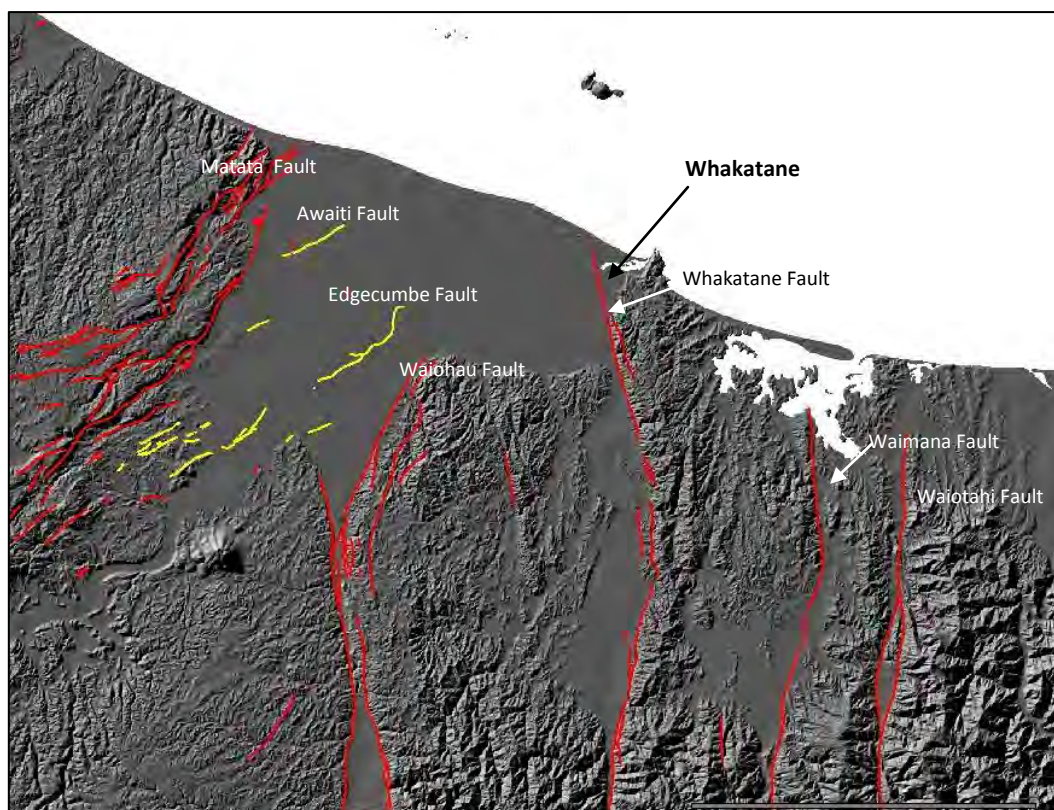 Matata Fault
Whakatane
Awaiti Fault
Whakatane Fault
Edgecumbe Fault
Waiohau Fault
Waimana Fault
Waiotahi Fault